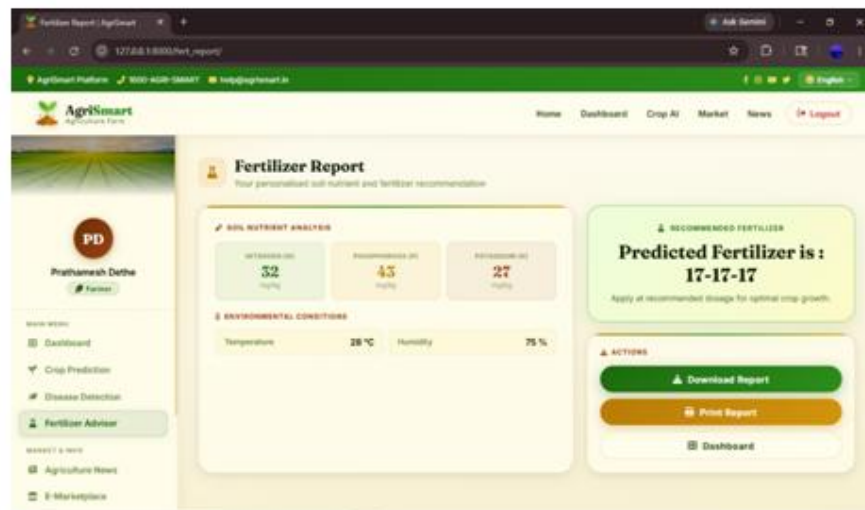 Fertilizer Report | AgriSmart
Ask Gemini
127.0.0.1:8000/fert_report/
AgriSmart Platform 1800-AGRI-SMART help@agrismart.in
English
AgriSmart
Agriculture Farm
Home Dashboard Crop AI Market News Logout
PD
Prathamesh Dethe
Farmer
MAIN MENU
Dashboard
Crop Prediction
Disease Detection
Fertilizer Advisor
MARKET & INFO
Agriculture News
E-Marketplace
Fertilizer Report
Your personalised soil nutrient and fertilizer recommendation
SOIL NUTRIENT ANALYSIS
NITROGEN (N)
32
mg/kg
PHOSPHOROUS (P)
43
mg/kg
POTASSIUM (K)
27
mg/kg
ENVIRONMENTAL CONDITIONS
Temperature 28 °C Humidity 75 %
RECOMMENDED FERTILIZER
Predicted Fertilizer is :
17-17-17
Apply at recommended dosage for optimal crop growth.
ACTIONS
Download Report
Print Report
Dashboard